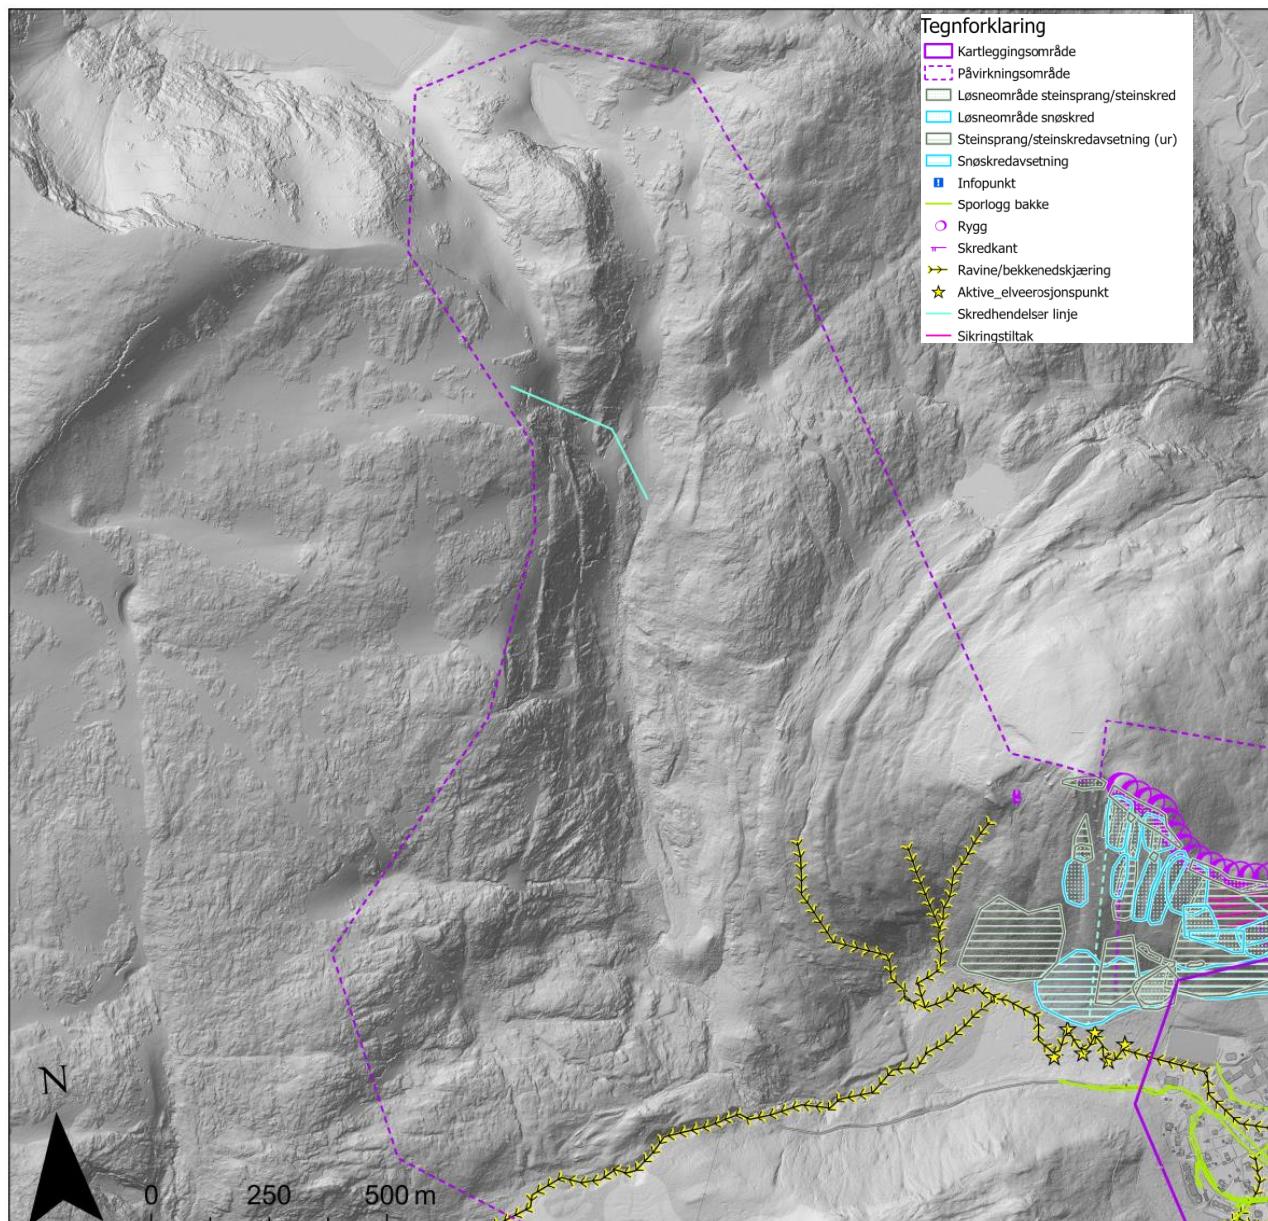 Tegnforklaring
Kartleggingsområde
Påvirkningsområde
Løsneområde steinsprang/steinskred
Løsneområde snøskred
Steinsprang/steinskredavsetning (ur)
Snøskredavsetning
Infopunkt
Sporlogg bakke
Rygg
Skredkant
Ravine/bekkenedskjæring
Aktive_elveerosjonspunkt
Skredhendelser linje
Sikringstiltak
N
0 250 500 m